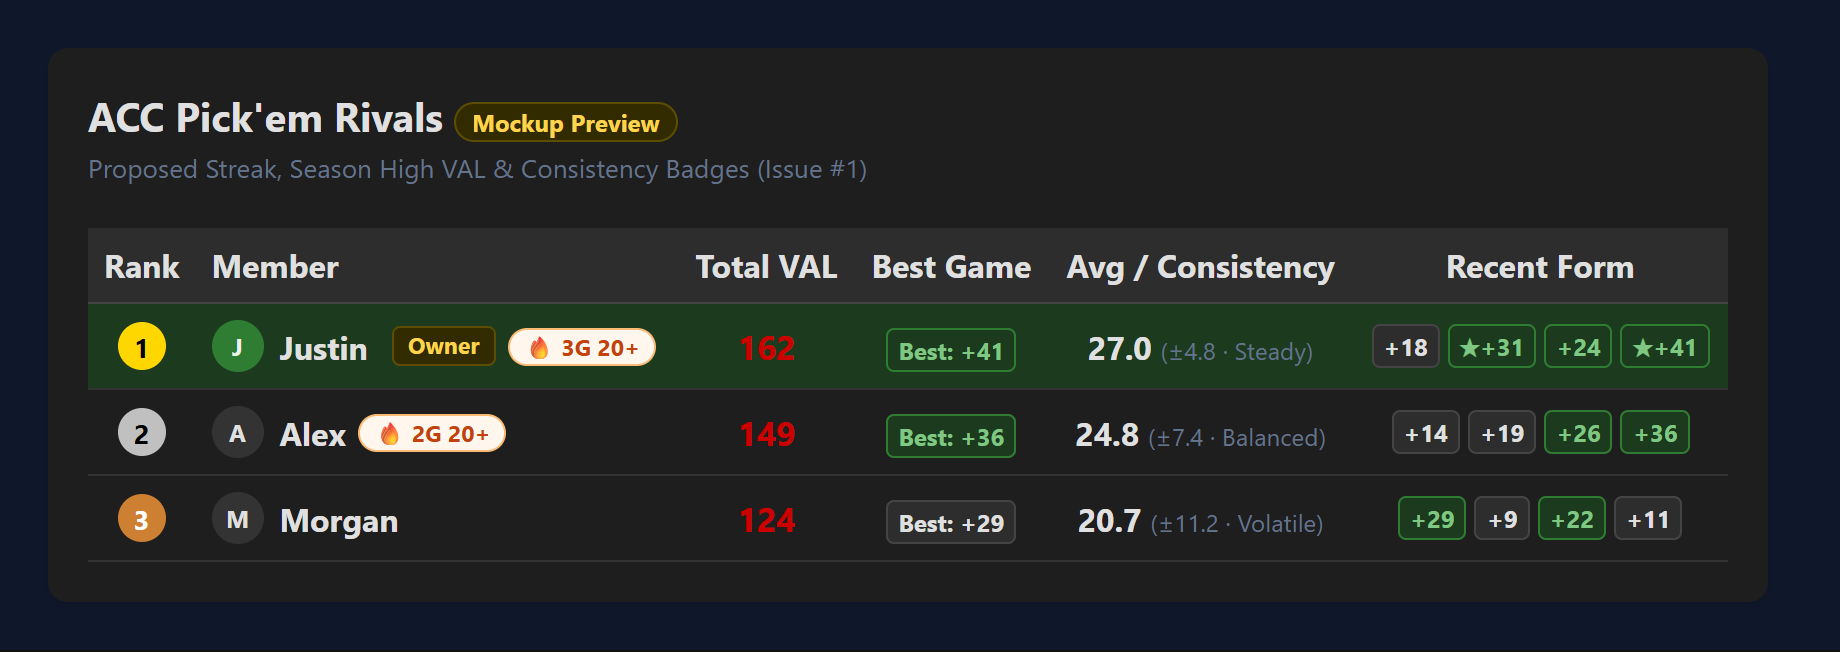 ACC Pick'em Rivals Mockup Preview
Proposed Streak, Season High VAL & Consistency Badges (Issue #1)
Rank Member Total VAL Best Game Avg / Consistency Recent Form
1 J Justin Owner 🔥 3G 20+ 162 Best: +41 27.0 (±4.8 · Steady) +18 ★+31 +24 ★+41
2 A Alex 🔥 2G 20+ 149 Best: +36 24.8 (±7.4 · Balanced) +14 +19 +26 +36
3 M Morgan 124 Best: +29 20.7 (±11.2 · Volatile) +29 +9 +22 +11